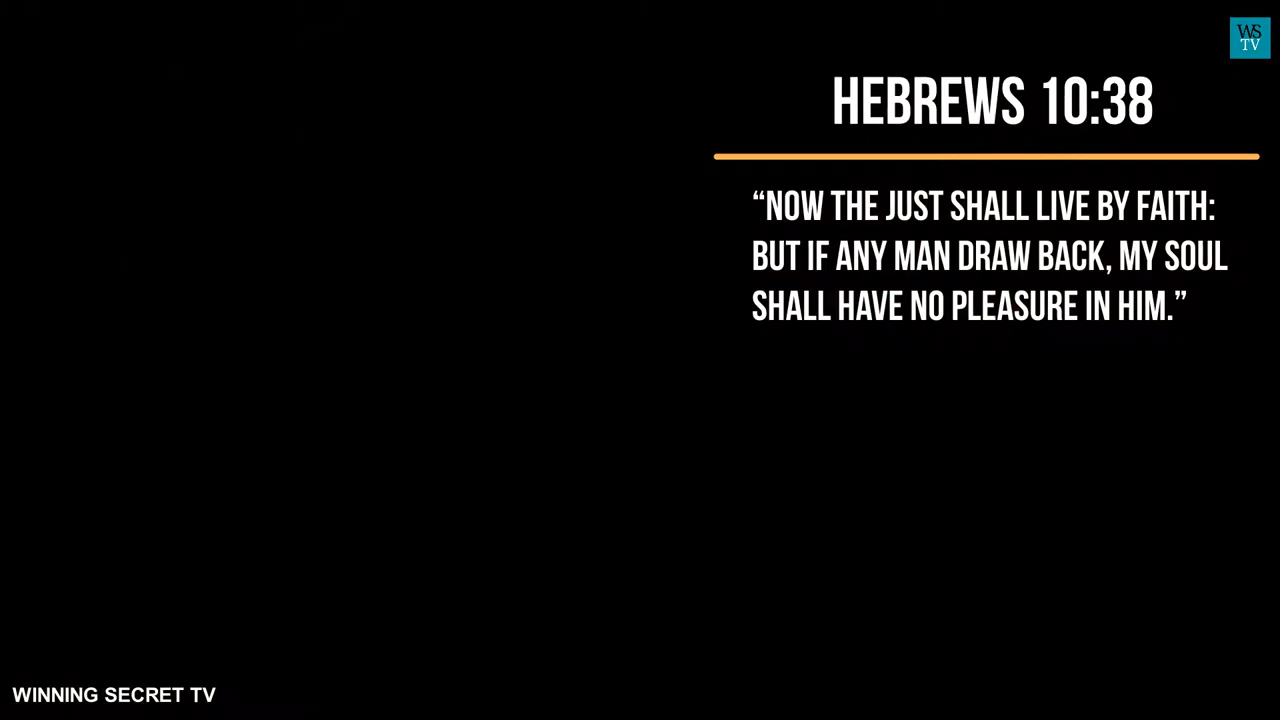 WS
TV
HEBREWS 10:38
“NOW THE JUST SHALL LIVE BY FAITH:
BUT IF ANY MAN DRAW BACK, MY SOUL
SHALL HAVE NO PLEASURE IN HIM.”
WINNING SECRET TV